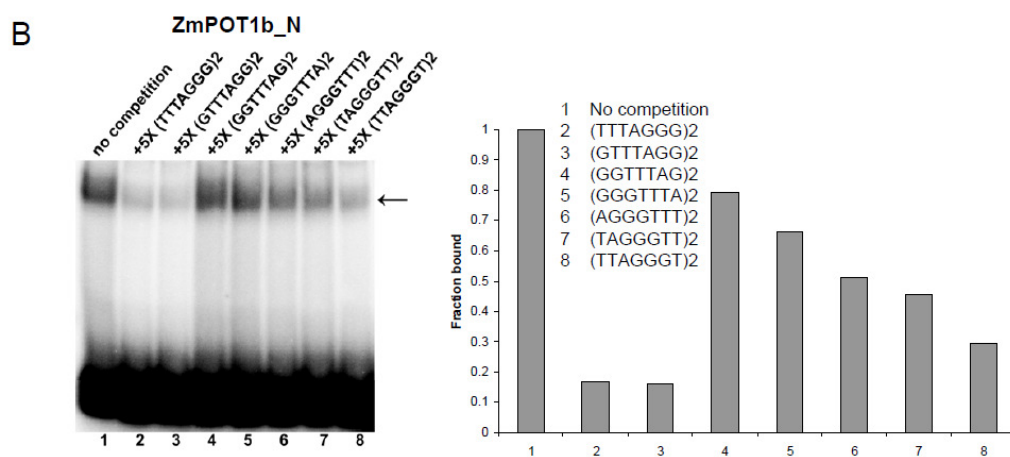 B
ZmPOT1b_N
no competition
+5X (TTTAGGG)2
+5X (GTTTAGG)2
+5X (GGTTTAG)2
+5X (GGGTTTA)2
+5X (AGGGTTT)2
+5X (TAGGGTT)2
+5X (TTAGGGT)2
←
1 2 3 4 5 6 7 8
1 No competition
2 (TTTAGGG)2
3 (GTTTAGG)2
4 (GGTTTAG)2
5 (GGGTTTA)2
6 (AGGGTTT)2
7 (TAGGGTT)2
8 (TTAGGGT)2
Fraction bound
1
0.9
0.8
0.7
0.6
0.5
0.4
0.3
0.2
0.1
0
1 2 3 4 5 6 7 8